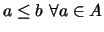 a ≤ b ∀a ∈ A